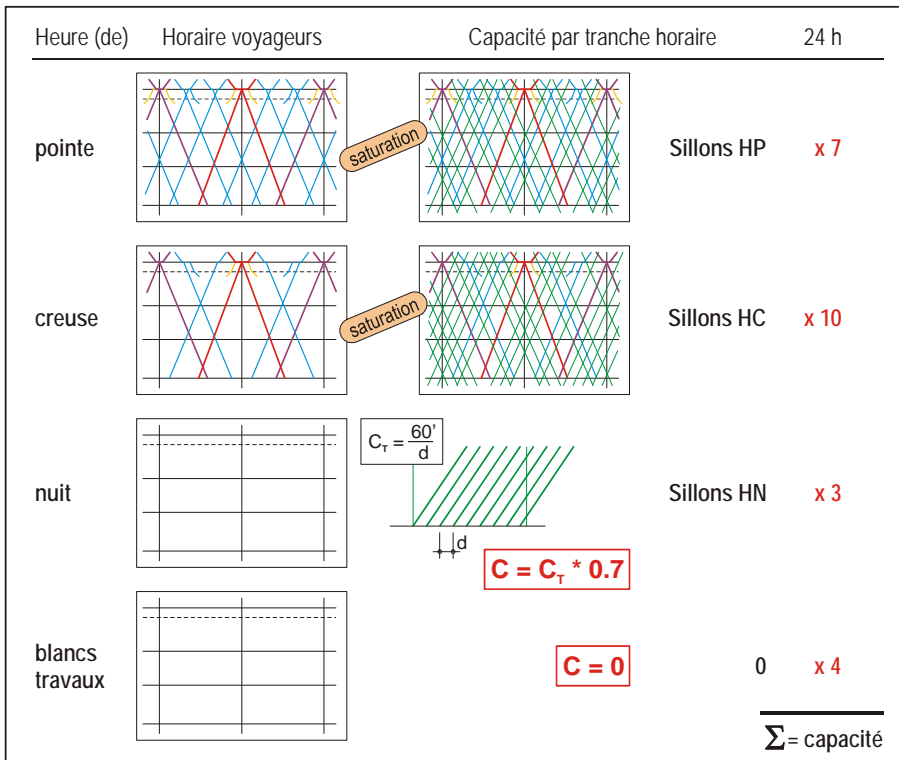 Heure (de) Horaire voyageurs Capacité par tranche horaire 24 h
pointe saturation Sillons HP x 7
creuse saturation Sillons HC x 10
C_T = 60' / d
nuit Sillons HN x 3
d
C = C_T * 0.7
blancs
travaux C = 0 0 x 4
Σ = capacité